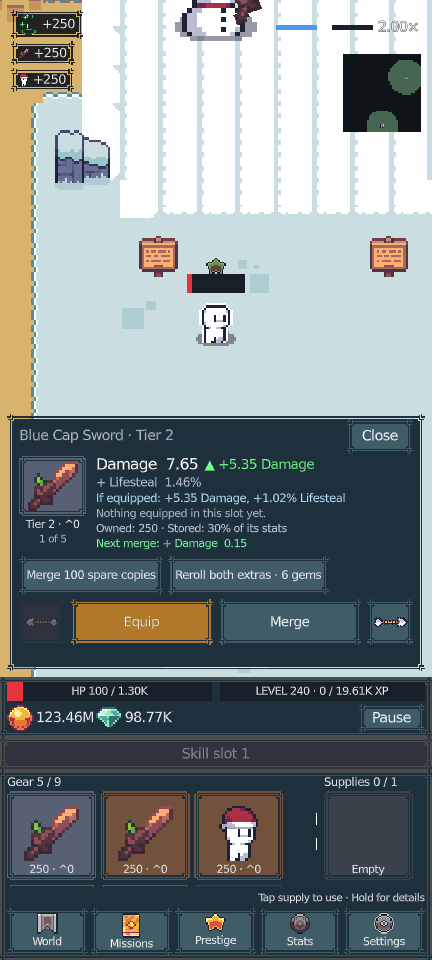 +250
2.00×
+250
+250
Blue Cap Sword · Tier 2
Close
Damage 7.65 ▲ +5.35 Damage
+ Lifesteal 1.46%
If equipped: +5.35 Damage, +1.02% Lifesteal
Nothing equipped in this slot yet.
Tier 2 · ^0
Owned: 250 · Stored: 30% of its stats
1 of 5
Next merge: + Damage 0.15
Merge 100 spare copies
Reroll both extras · 6 gems
Equip
Merge
HP 100 / 1.30K
LEVEL 240 · 0 / 19.61K XP
123.46M
98.77K
Pause
Skill slot 1
Gear 5 / 9
Supplies 0 / 1
250 · ^0
250 · ^0
250 · ^0
Empty
Tap supply to use · Hold for details
World
Missions
Prestige
Stats
Settings